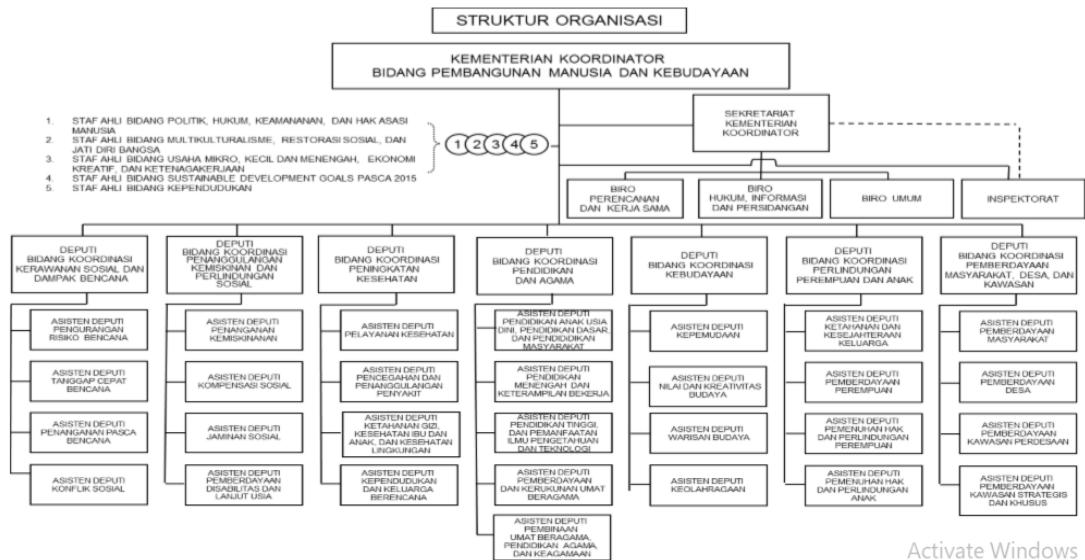 STRUKTUR ORGANISASI
KEMENTERIAN KOORDINATOR
BIDANG PEMBANGUNAN MANUSIA DAN KEBUDAYAAN
1. STAF AHLI BIDANG POLITIK, HUKUM, KEAMANANAN, DAN HAK ASASI
MANUSIA
2. STAF AHLI BIDANG MULTIKULTURALISME, RESTORASI SOSIAL, DAN
JATI DIRI BANGSA
3. STAF AHLI BIDANG USAHA MIKRO, KECIL DAN MENENGAH, EKONOMI
KREATIF, DAN KETENAGAKERJAAN
4. STAF AHLI BIDANG SUSTAINABLE DEVELOPMENT GOALS PASCA 2015
5. STAF AHLI BIDANG KEPENDUDUKAN
1 2 3 4 5
SEKRETARIAT
KEMENTERIAN
KOORDINATOR
BIRO
PERENCANAN
DAN KERJA SAMA
BIRO
HUKUM, INFORMASI
DAN PERSIDANGAN
BIRO UMUM
INSPEKTORAT
DEPUTI
BIDANG KOORDINASI
KERAWANAN SOSIAL DAN
DAMPAK BENCANA
DEPUTI
BIDANG KOORDINASI
PENANGGULANGAN
KEMISKINAN DAN
PERLINDUNGAN
SOSIAL
DEPUTI
BIDANG KOORDINASI
PENINGKATAN
KESEHATAN
DEPUTI
BIDANG KOORDINASI
PENDIDIKAN
DAN AGAMA
DEPUTI
BIDANG KOORDINASI
KEBUDAYAAN
DEPUTI
BIDANG KOORDINASI
PERLINDUNGAN
PEREMPUAN DAN ANAK
DEPUTI
BIDANG KOORDINASI
PEMBERDAYAAN
MASYARAKAT, DESA, DAN
KAWASAN
ASISTEN DEPUTI
PENGURANGAN
RISIKO BENCANA
ASISTEN DEPUTI
PENANGANAN
KEMISKINANAN
ASISTEN DEPUTI
PELAYANAN KESEHATAN
ASISTEN DEPUTI
PENDIDIKAN ANAK USIA
DINI, PENDIDIKAN DASAR,
DAN PENDIDIDIKAN
MASYARAKAT
ASISTEN DEPUTI
KEPEMUDAAN
ASISTEN DEPUTI
KETAHANAN DAN
KESEJAHTERAAN
KELUARGA
ASISTEN DEPUTI
PEMBERDAYAAN
MASYARAKAT
ASISTEN DEPUTI
TANGGAP CEPAT
BENCANA
ASISTEN DEPUTI
KOMPENSASI SOSIAL
ASISTEN DEPUTI
PENCEGAHAN DAN
PENANGGULANGAN
PENYAKIT
ASISTEN DEPUTI
PENDIDIKAN
MENENGAH DAN
KETERAMPILAN BEKERJA
ASISTEN DEPUTI
NILAI DAN KREATIVITAS
BUDAYA
ASISTEN DEPUTI
PEMBERDAYAAN
PEREMPUAN
ASISTEN DEPUTI
PEMBERDAYAAN
DESA
ASISTEN DEPUTI
PENANGANAN PASCA
BENCANA
ASISTEN DEPUTI
JAMINAN SOSIAL
ASISTEN DEPUTI
KETAHANAN GIZI,
KESEHATAN IBU DAN
ANAK, DAN KESEHATAN
LINGKUNGAN
ASISTEN DEPUTI
PENDIDIKAN TINGGI,
DAN PEMANFAATAN
ILMU PENGETAHUAN
DAN TEKNOLOGI
ASISTEN DEPUTI
WARISAN BUDAYA
ASISTEN DEPUTI
PEMENUHAN HAK
DAN PERLINDUNGAN
PEREMPUAN
ASISTEN DEPUTI
PEMBERDAYAAN
KAWASAN PERDESAAN
ASISTEN DEPUTI
KONFLIK SOSIAL
ASISTEN DEPUTI
PEMBERDAYAAN
DISABILITAS DAN
LANJUT USIA
ASISTEN DEPUTI
KEPENDUDUKAN
DAN KELUARGA
BERENCANA
ASISTEN DEPUTI
PEMBERDAYAAN
DAN KERUKUNAN UMAT
BERAGAMA
ASISTEN DEPUTI
KEOLAHRAGAAN
ASISTEN DEPUTI
PEMENUHAN HAK
DAN PERLINDUNGAN
ANAK
ASISTEN DEPUTI
PEMBERDAYAAN
KAWASAN STRATEGIS
DAN KHUSUS
ASISTEN DEPUTI
PEMBINAAN
UMAT BERAGAMA,
PENDIDIKAN AGAMA,
DAN KEAGAMAAN
Activate Windows